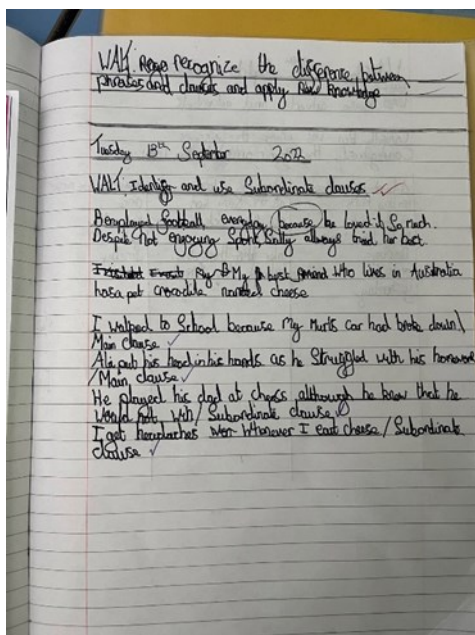 WALT recognize the difference between
phrases and clauses and apply knowledge
Tuesday 13th September 2022
WALT Identify and use Subordinate clauses
Ben played football everyday because he loved it so much.
Despite not enjoying Sport, Sally always tried her best.
My best friend who lives in Australia
has a pet crocodile named cheese
I walked to School because my Mum's car had broke down/
Main clause
Ali put his head in his hands as he struggled with his homework
/Main clause
He played his dad at chess although he knew that he
would not win/ Subordinate clause
I get headaches Whenever I eat cheese / Subordinate
clause